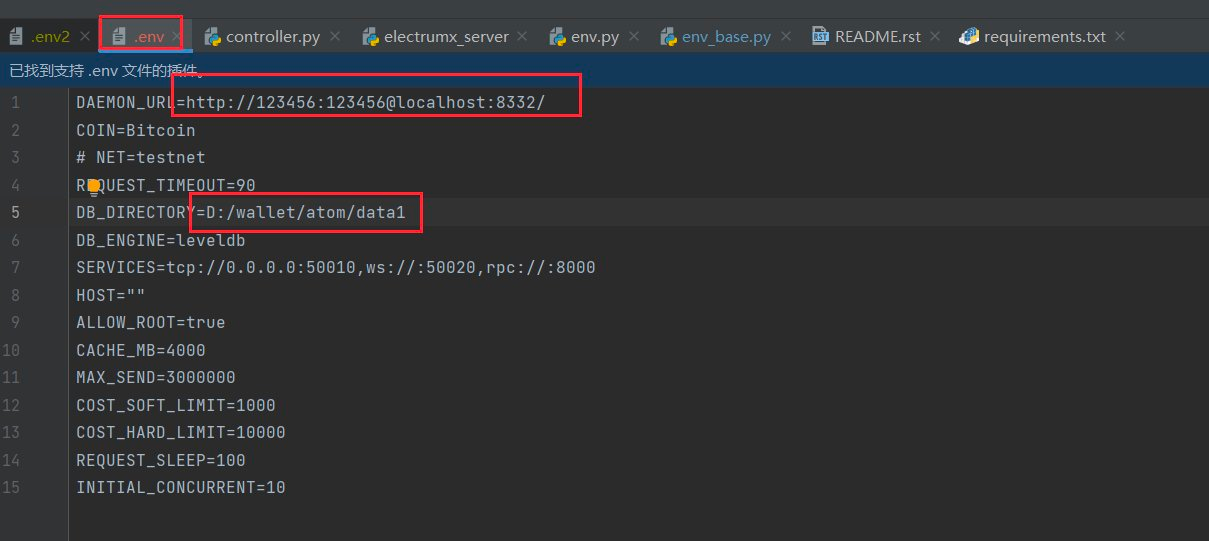 .env2 .env controller.py electrumx_server env.py env_base.py README.rst requirements.txt
已找到支持 .env 文件的插件。
1 DAEMON_URL=http://123456:123456@localhost:8332/
2 COIN=Bitcoin
3 # NET=testnet
4 REQUEST_TIMEOUT=90
5 DB_DIRECTORY=D:/wallet/atom/data1
6 DB_ENGINE=leveldb
7 SERVICES=tcp://0.0.0.0:50010,ws://:50020,rpc://:8000
8 HOST=""
9 ALLOW_ROOT=true
10 CACHE_MB=4000
11 MAX_SEND=3000000
12 COST_SOFT_LIMIT=1000
13 COST_HARD_LIMIT=10000
14 REQUEST_SLEEP=100
15 INITIAL_CONCURRENT=10